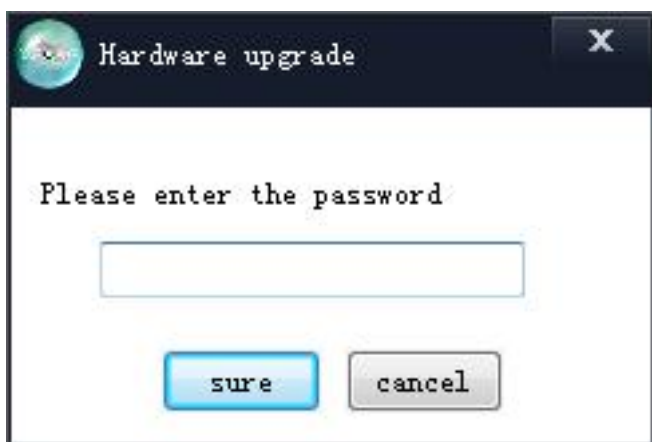 Hardware upgrade
X
Please enter the password
sure
cancel